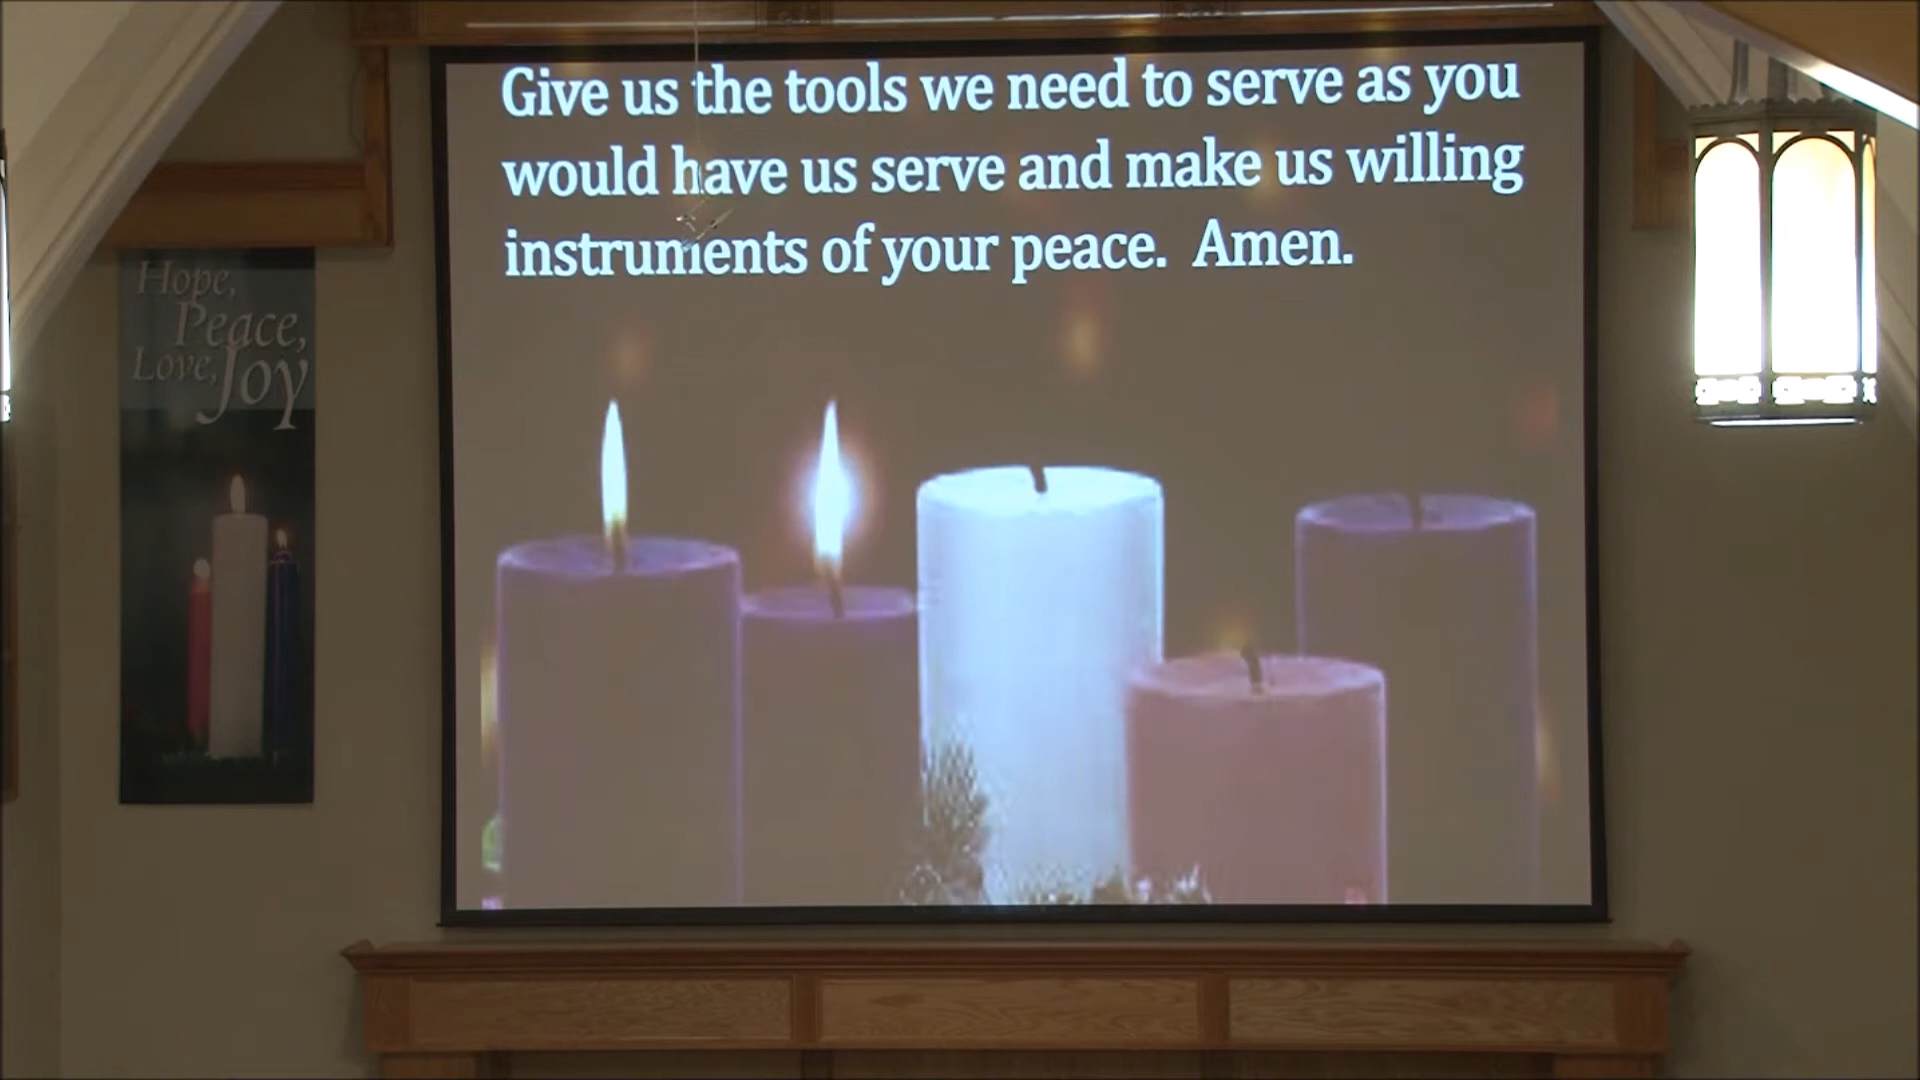 Give us the tools we need to serve as you
would have us serve and make us willing
instruments of your peace.  Amen.
Hope,
Peace,
Love,
Joy